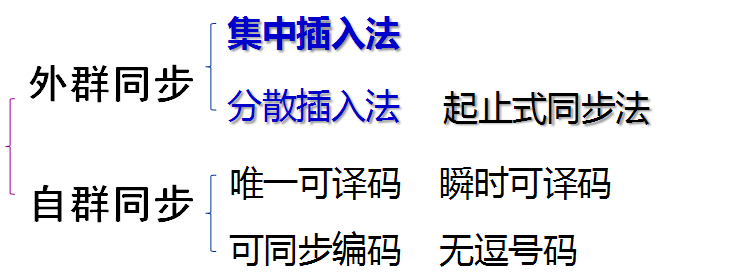 集中插入法
外群同步
分散插入法 起止式同步法
唯一可译码 瞬时可译码
自群同步
可同步编码 无逗号码